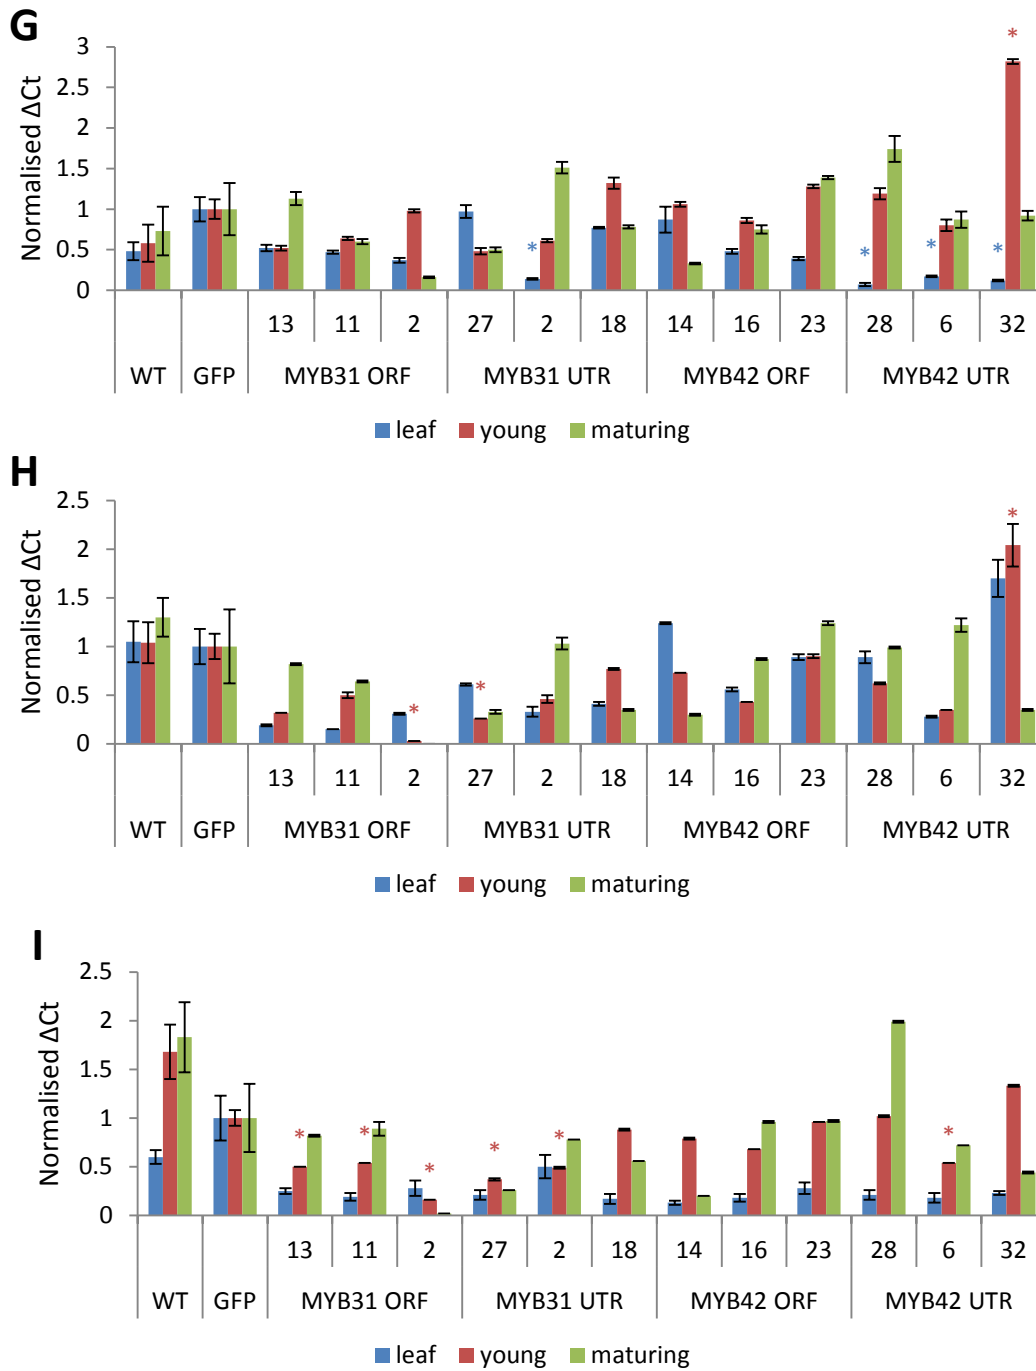 G
Normalised ΔCt
3
2.5
2
1.5
1
0.5
0
* * * * *
13 11 2 27 2 18 14 16 23 28 6 32
WT GFP MYB31 ORF MYB31 UTR MYB42 ORF MYB42 UTR
leaf young maturing
H
Normalised ΔCt
2.5
2
1.5
1
0.5
0
* * *
13 11 2 27 2 18 14 16 23 28 6 32
WT GFP MYB31 ORF MYB31 UTR MYB42 ORF MYB42 UTR
leaf young maturing
I
Normalised ΔCt
2.5
2
1.5
1
0.5
0
* * * * * *
13 11 2 27 2 18 14 16 23 28 6 32
WT GFP MYB31 ORF MYB31 UTR MYB42 ORF MYB42 UTR
leaf young maturing